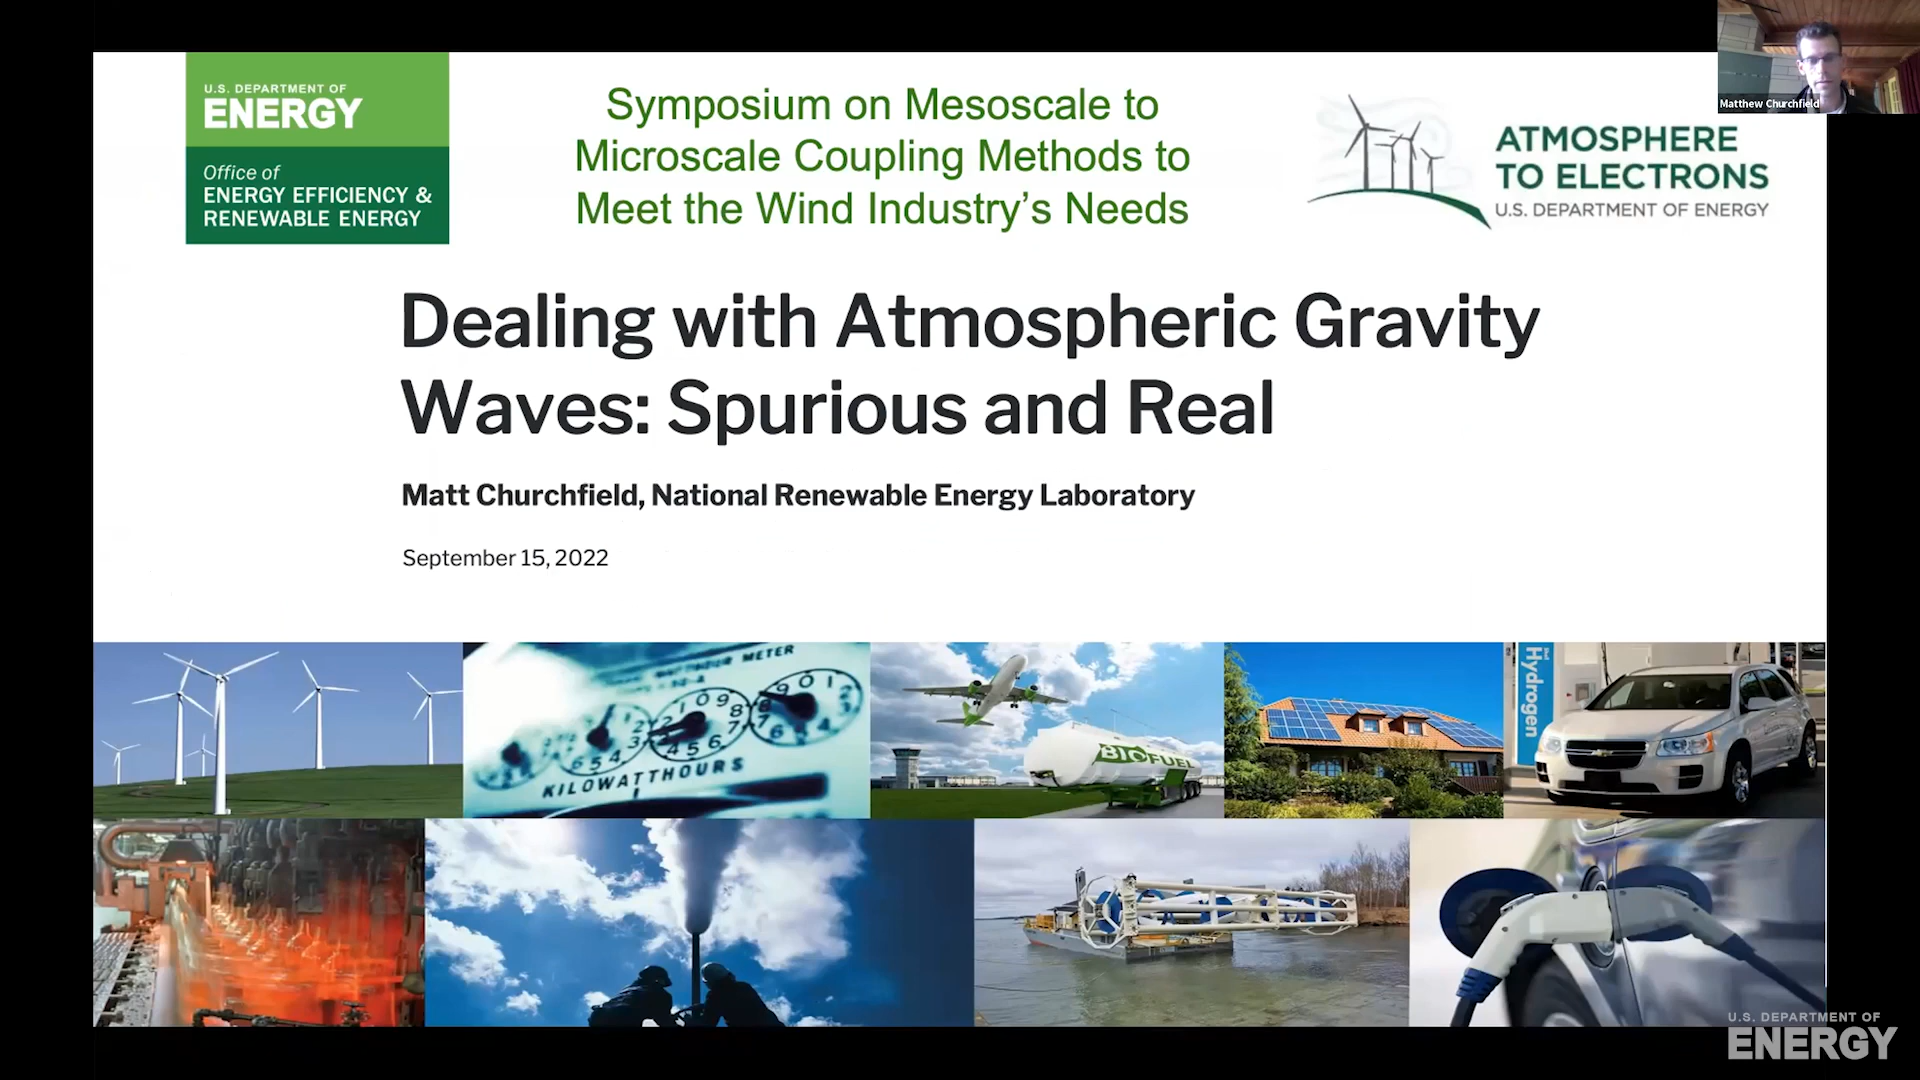 U.S. DEPARTMENT OF
ENERGY
Office of
ENERGY EFFICIENCY &
RENEWABLE ENERGY
Symposium on Mesoscale to
Microscale Coupling Methods to
Meet the Wind Industry's Needs
ATMOSPHERE
TO ELECTRONS
U.S. DEPARTMENT OF ENERGY
Matthew Churchfield
Dealing with Atmospheric Gravity
Waves: Spurious and Real
Matt Churchfield, National Renewable Energy Laboratory
September 15, 2022
METER
KILOWATTHOURS
BIOFUEL
Hydrogen
U.S. DEPARTMENT OF
ENERGY